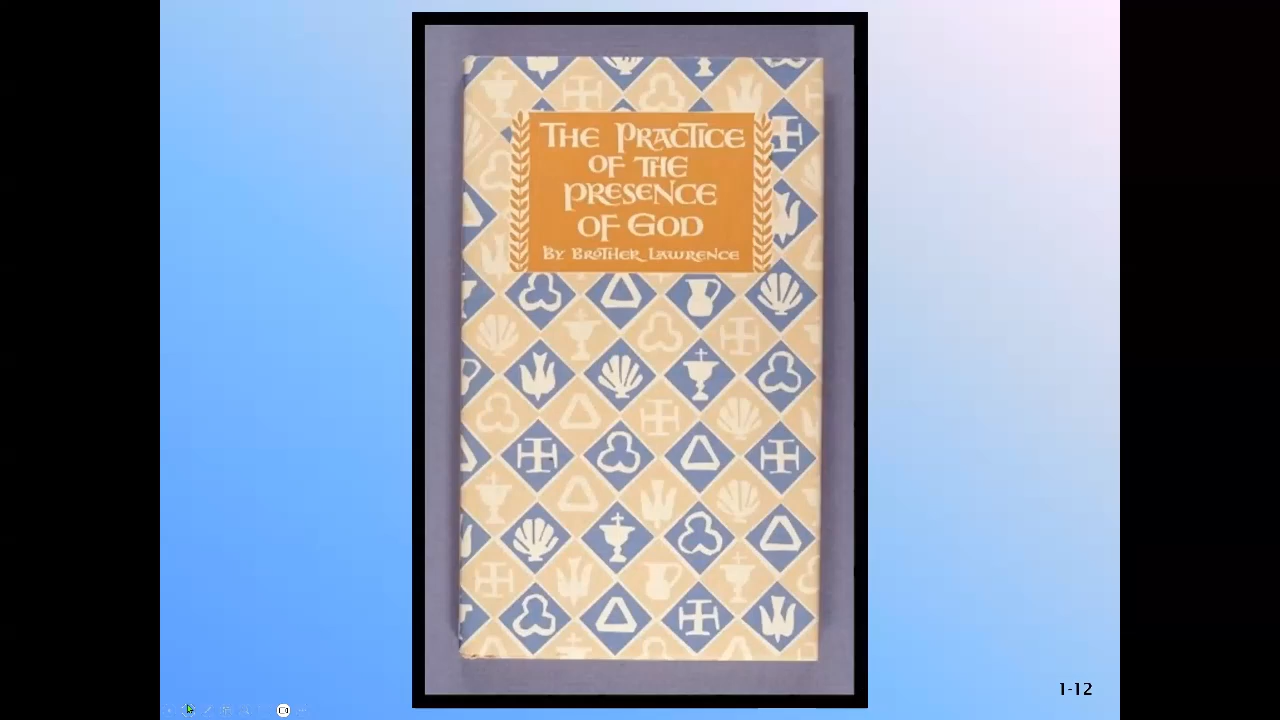 The Practice
of the
Presence
of God
By Brother Lawrence
1-12